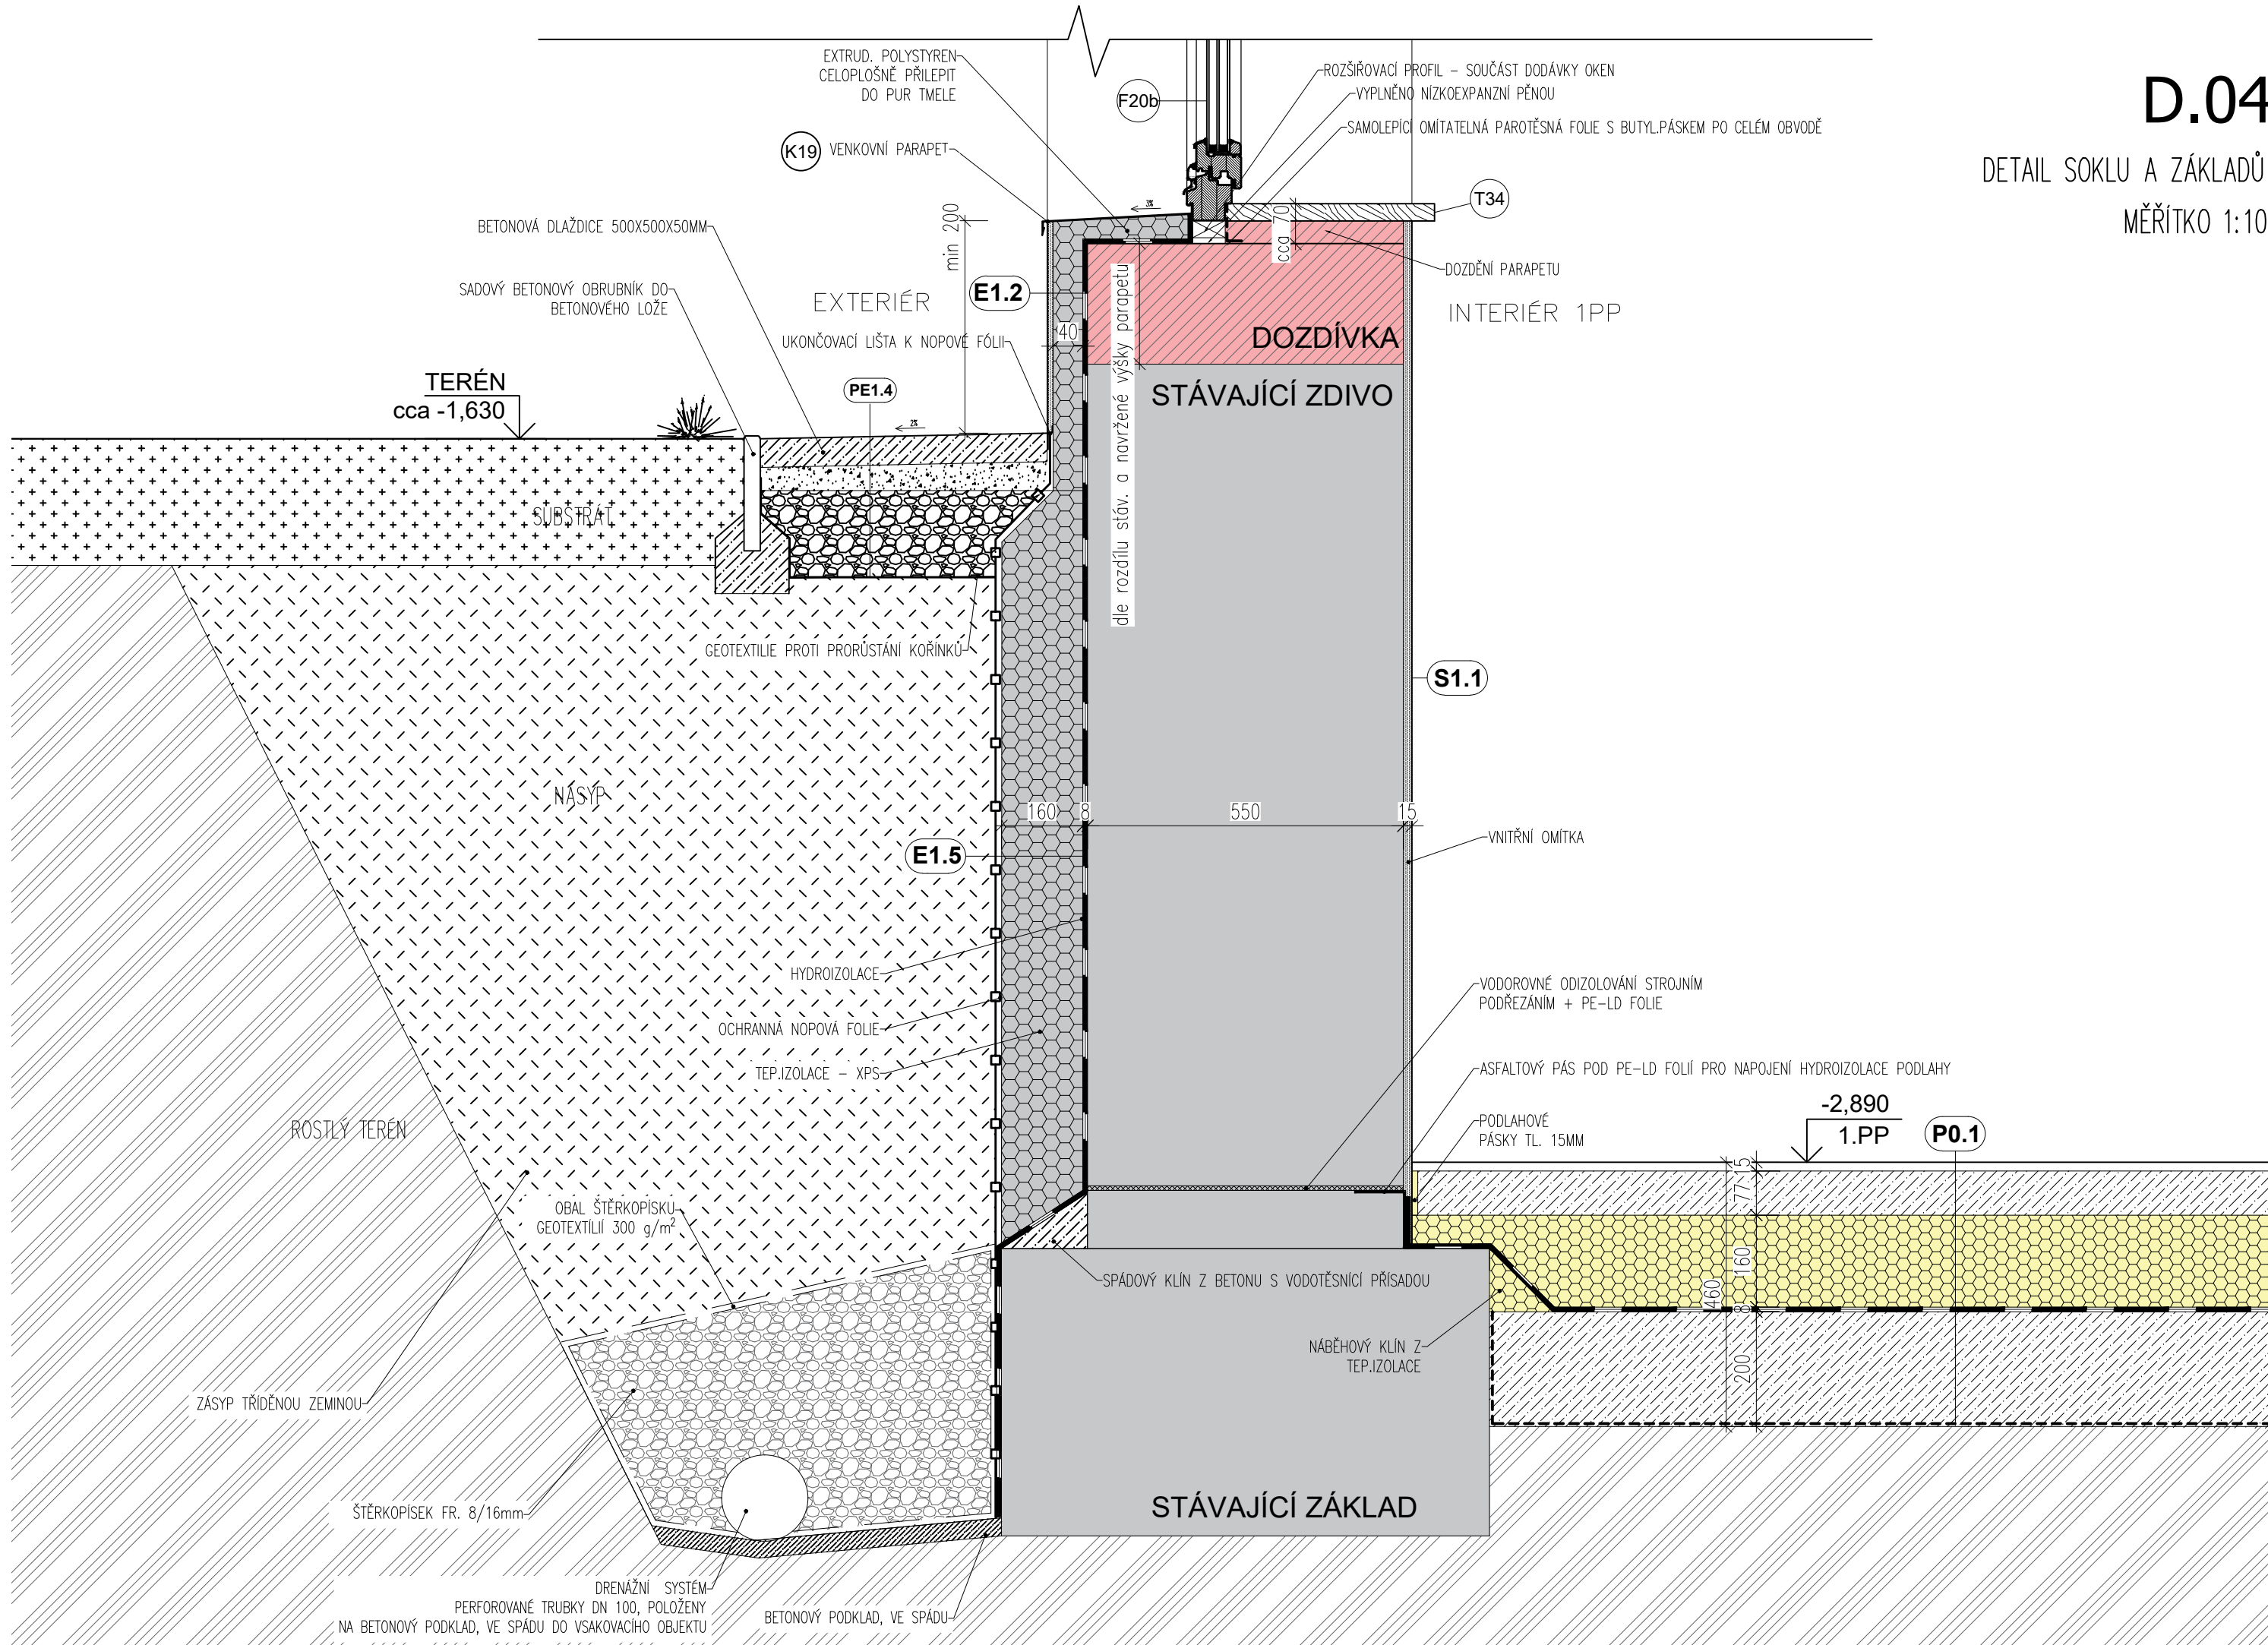 D.04
DETAIL SOKLU A ZÁKLADŮ
MĚŘÍTKO 1:10
EXTRUD. POLYSTYREN
CELOPLOŠNĚ PŘILEPIT
DO PUR TMELE
F20b
ROZŠIŘOVACÍ PROFIL – SOUČÁST DODÁVKY OKEN
VYPLNĚNO NÍZKOEXPANZNÍ PĚNOU
SAMOLEPÍCÍ OMÍTATELNÁ PAROTĚSNÁ FOLIE S BUTYL.PÁSKEM PO CELÉM OBVODĚ
K19 VENKOVNÍ PARAPET
T34
3%
min 200
cca 70
BETONOVÁ DLAŽDICE 500X500X50MM
SADOVÝ BETONOVÝ OBRUBNÍK DO
BETONOVÉHO LOŽE
EXTERIÉR
E1.2
DOZDĚNÍ PARAPETU
INTERIÉR 1PP
UKONČOVACÍ LIŠTA K NOPOVÉ FÓLII
40
DOZDÍVKA
dle rozdílu stáv. a navržené výšky parapetu
TERÉN
cca -1,630
PE1.4
STÁVAJÍCÍ ZDIVO
2%
SUBSTRÁT
GEOTEXTILIE PROTI PRORŮSTÁNÍ KOŘÍNKŮ
S1.1
NÁSYP
160
8
550
15
E1.5
VNITŘNÍ OMÍTKA
HYDROIZOLACE
OCHRANNÁ NOPOVÁ FOLIE
TEP.IZOLACE – XPS
VODOROVNÉ ODIZOLOVÁNÍ STROJNÍM
PODŘEZÁNÍM + PE-LD FOLIE
ASFALTOVÝ PÁS POD PE-LD FOLIÍ PRO NAPOJENÍ HYDROIZOLACE PODLAHY
PODLAHOVÉ
PÁSKY TL. 15MM
-2,890
1.PP
P0.1
ROSTLÝ TERÉN
15
77
160
8
200
460
OBAL ŠTĚRKOPÍSKU
GEOTEXTÍLIÍ 300 g/m²
SPÁDOVÝ KLÍN Z BETONU S VODOTĚSNÍCÍ PŘÍSADOU
NÁBĚHOVÝ KLÍN Z
TEP.IZOLACE
ZÁSYP TŘÍDĚNOU ZEMINOU
ŠTĚRKOPÍSEK FR. 8/16mm
STÁVAJÍCÍ ZÁKLAD
DRENÁŽNÍ SYSTÉM
PERFOROVANÉ TRUBKY DN 100, POLOŽENY
NA BETONOVÝ PODKLAD, VE SPÁDU DO VSAKOVACÍHO OBJEKTU
BETONOVÝ PODKLAD, VE SPÁDU